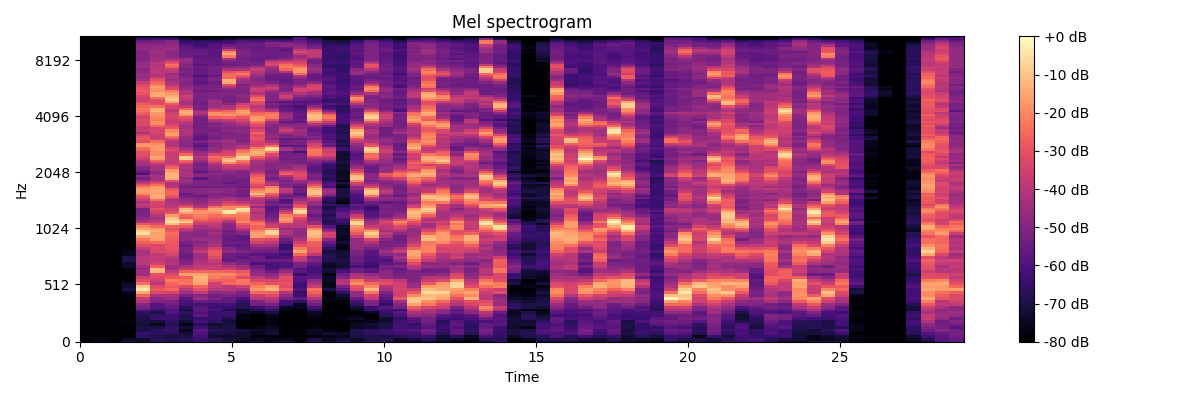 Mel spectrogram
8192
4096
2048
1024
512
0
Hz
0 5 10 15 20 25
Time
+0 dB
-10 dB
-20 dB
-30 dB
-40 dB
-50 dB
-60 dB
-70 dB
-80 dB